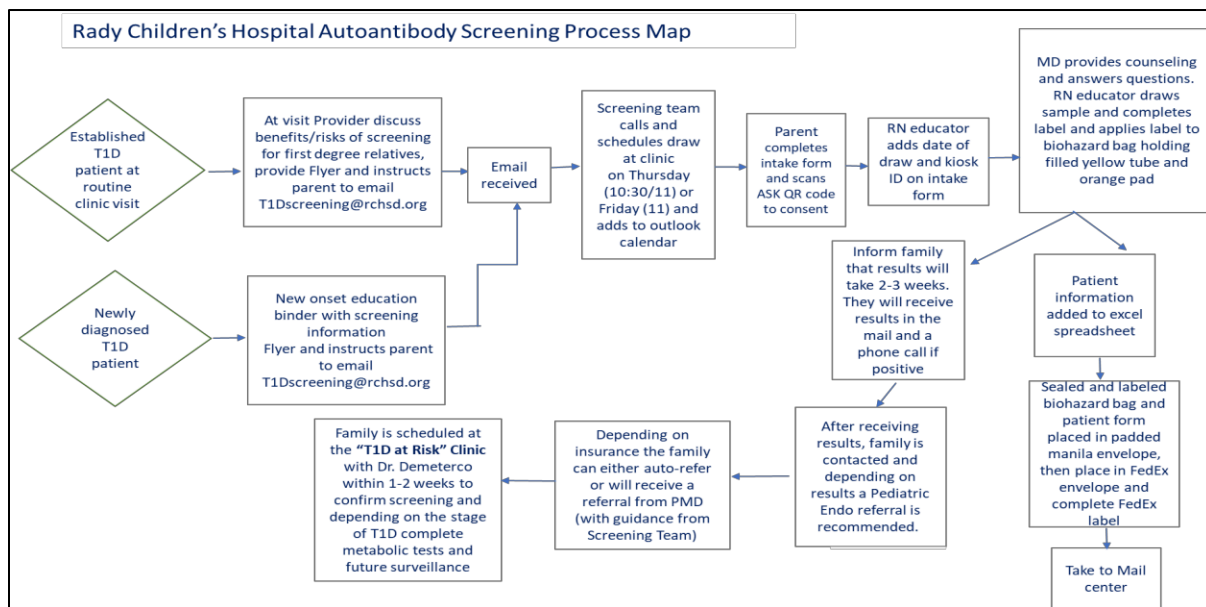 Rady Children's Hospital Autoantibody Screening Process Map
Established
T1D
patient at
routine
clinic visit
At visit Provider discuss
benefits/risks of screening
for first degree relatives,
provide Flyer and instructs
parent to email
T1Dscreening@rchsd.org
Email
received
Screening team
calls and
schedules draw
at clinic
on Thursday
(10:30/11) or
Friday (11) and
adds to outlook
calendar
Parent
completes
intake form
and scans
ASK QR code
to consent
RN educator
adds date of
draw and kiosk
ID on intake
form
MD provides counseling
and answers questions.
RN educator draws
sample and completes
label and applies label to
biohazard bag holding
filled yellow tube and
orange pad
Newly
diagnosed
T1D
patient
New onset education
binder with screening
information
Flyer and instructs parent
to email
T1Dscreening@rchsd.org
Inform family
that results will
take 2-3 weeks.
They will receive
results in the
mail and a
phone call if
positive
Patient
information
added to excel
spreadsheet
Sealed and labeled
biohazard bag and
patient form
placed in padded
manila envelope,
then place in FedEx
envelope and
complete FedEx
label
Take to Mail
center
After receiving
results, family is
contacted and
depending on
results a Pediatric
Endo referral is
recommended.
Depending on
insurance the family
can either auto-refer
or will receive a
referral from PMD
(with guidance from
Screening Team)
Family is scheduled at
the "T1D at Risk" Clinic
with Dr. Demeterco
within 1-2 weeks to
confirm screening and
depending on the stage
of T1D complete
metabolic tests and
future surveillance